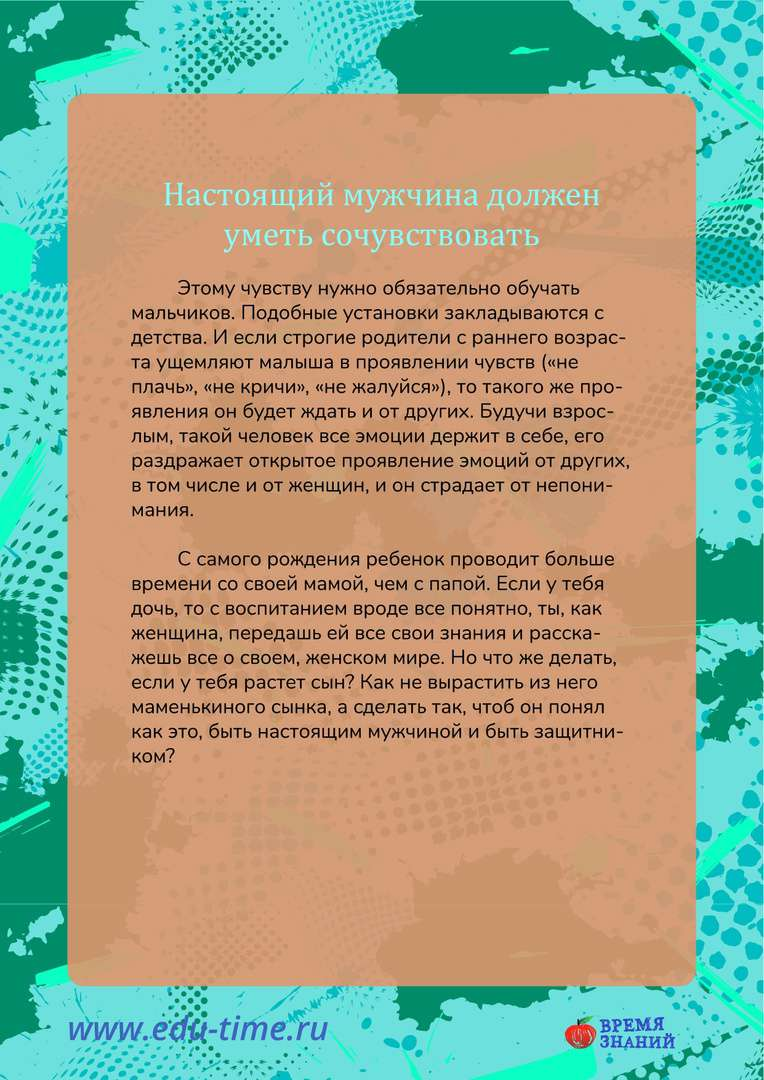 Настоящий мужчина должен
уметь сочувствовать
Этому чувству нужно обязательно обучать
мальчиков. Подобные установки закладываются с
детства. И если строгие родители с раннего возрас-
та ущемляют малыша в проявлении чувств («не
плачь», «не кричи», «не жалуйся»), то такого же про-
явления он будет ждать и от других. Будучи взрос-
лым, такой человек все эмоции держит в себе, его
раздражает открытое проявление эмоций от других,
в том числе и от женщин, и он страдает от непони-
мания.
С самого рождения ребенок проводит больше
времени со своей мамой, чем с папой. Если у тебя
дочь, то с воспитанием вроде все понятно, ты, как
женщина, передашь ей все свои знания и расска-
жешь все о своем, женском мире. Но что же делать,
если у тебя растет сын? Как не вырастить из него
маменькиного сынка, а сделать так, чтоб он понял
как это, быть настоящим мужчиной и быть защитни-
ком?
www.edu-time.ru
ВРЕМЯ
ЗНАНИЙ